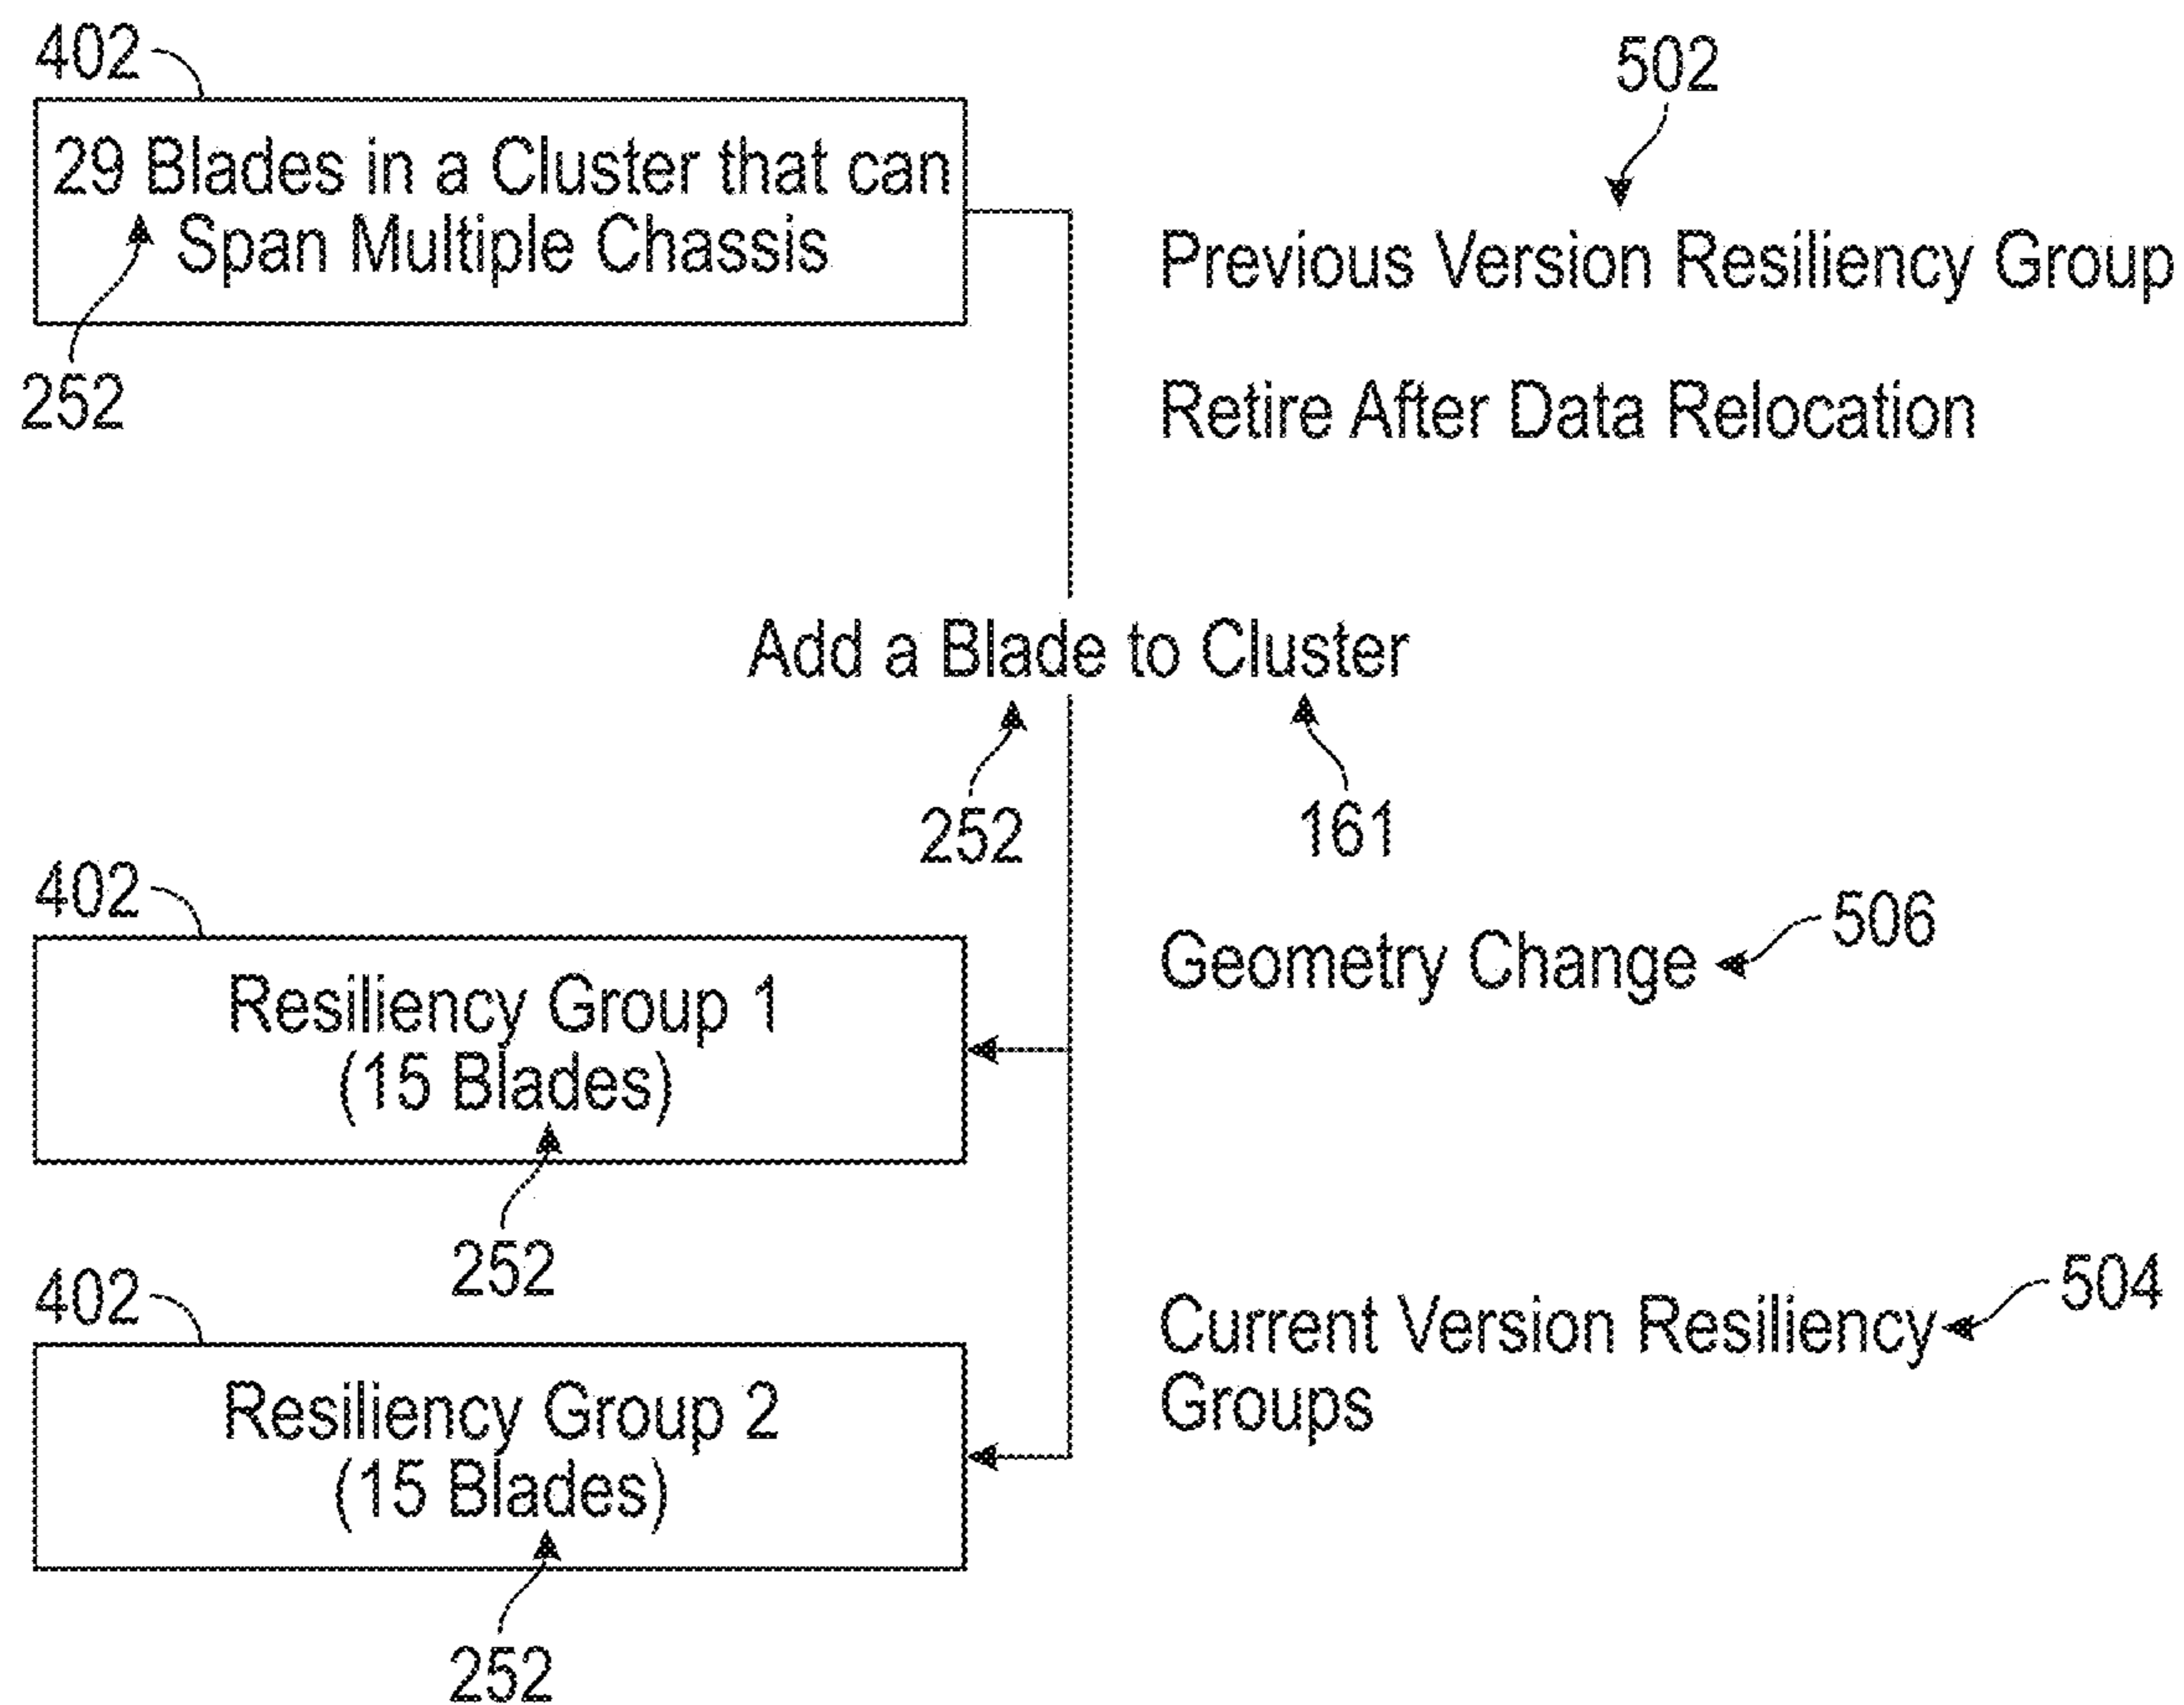 402
502
29 Blades in a Cluster that can
Span Multiple Chassis
252
Previous Version Resiliency Group
Retire After Data Relocation
Add a Blade to Cluster
252
161
402
506
Geometry Change
Resiliency Group 1
(15 Blades)
252
402
504
Current Version Resiliency
Groups
Resiliency Group 2
(15 Blades)
252